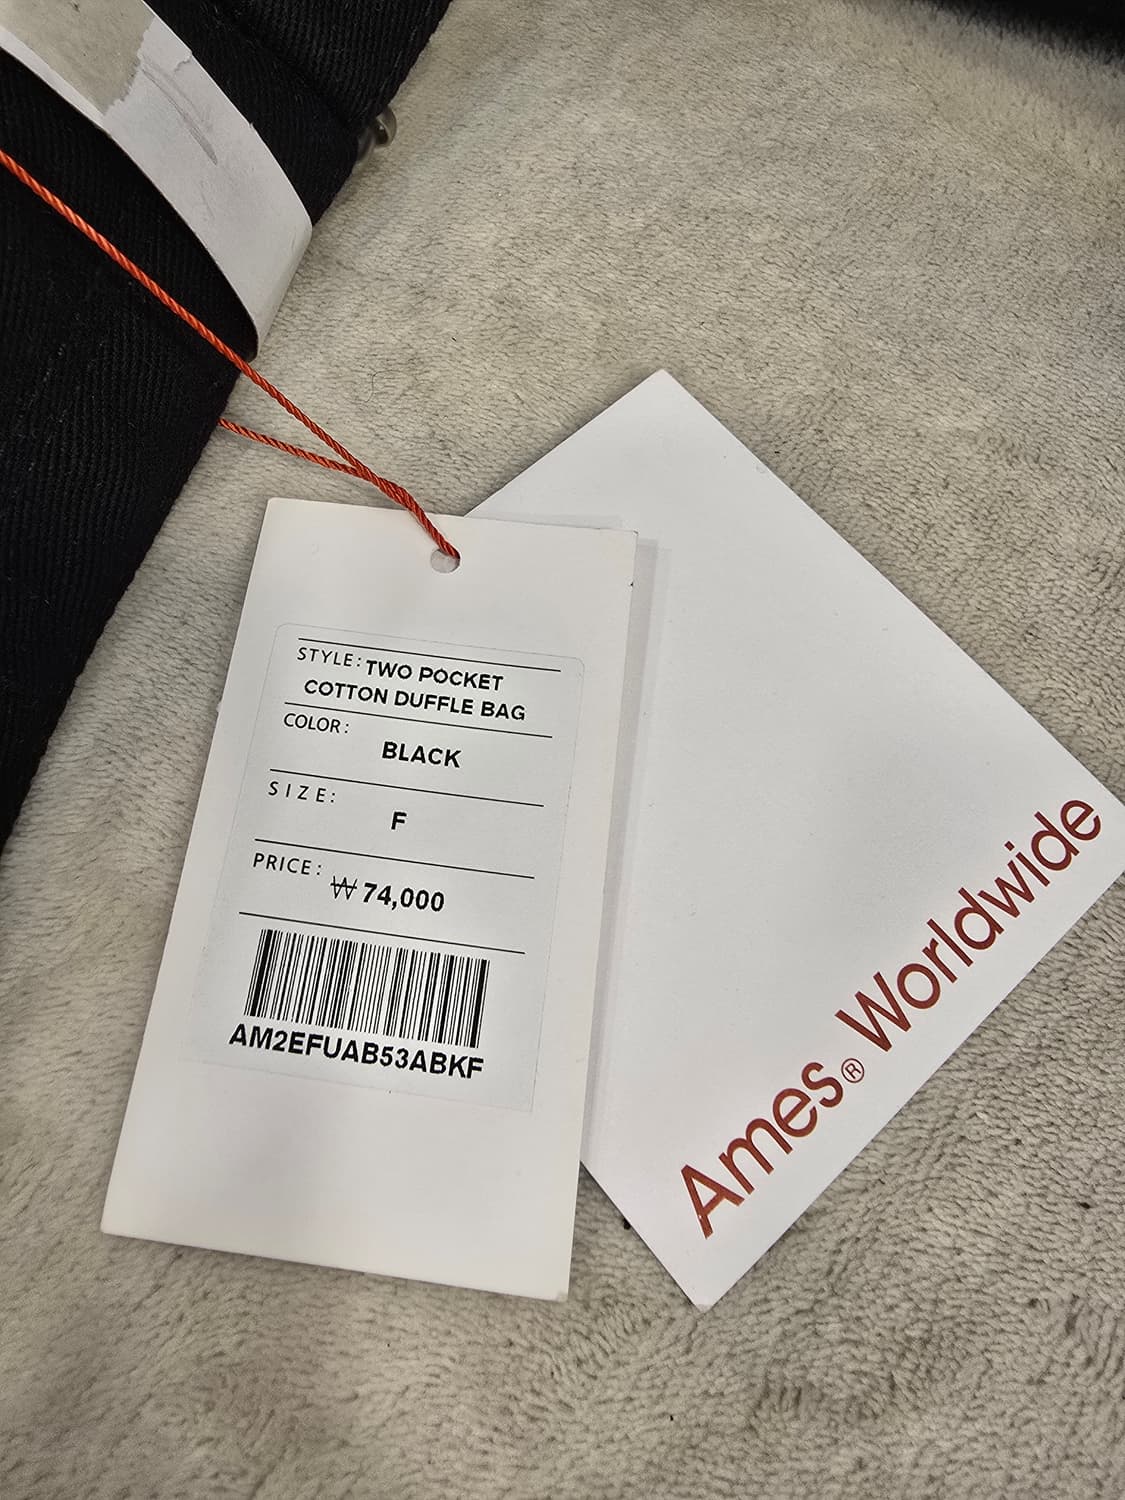 STYLE: TWO POCKET
COTTON DUFFLE BAG
COLOR:
BLACK
SIZE:
F
PRICE:
₩ 74,000
AM2EFUAB53ABKF
Ames® Worldwide